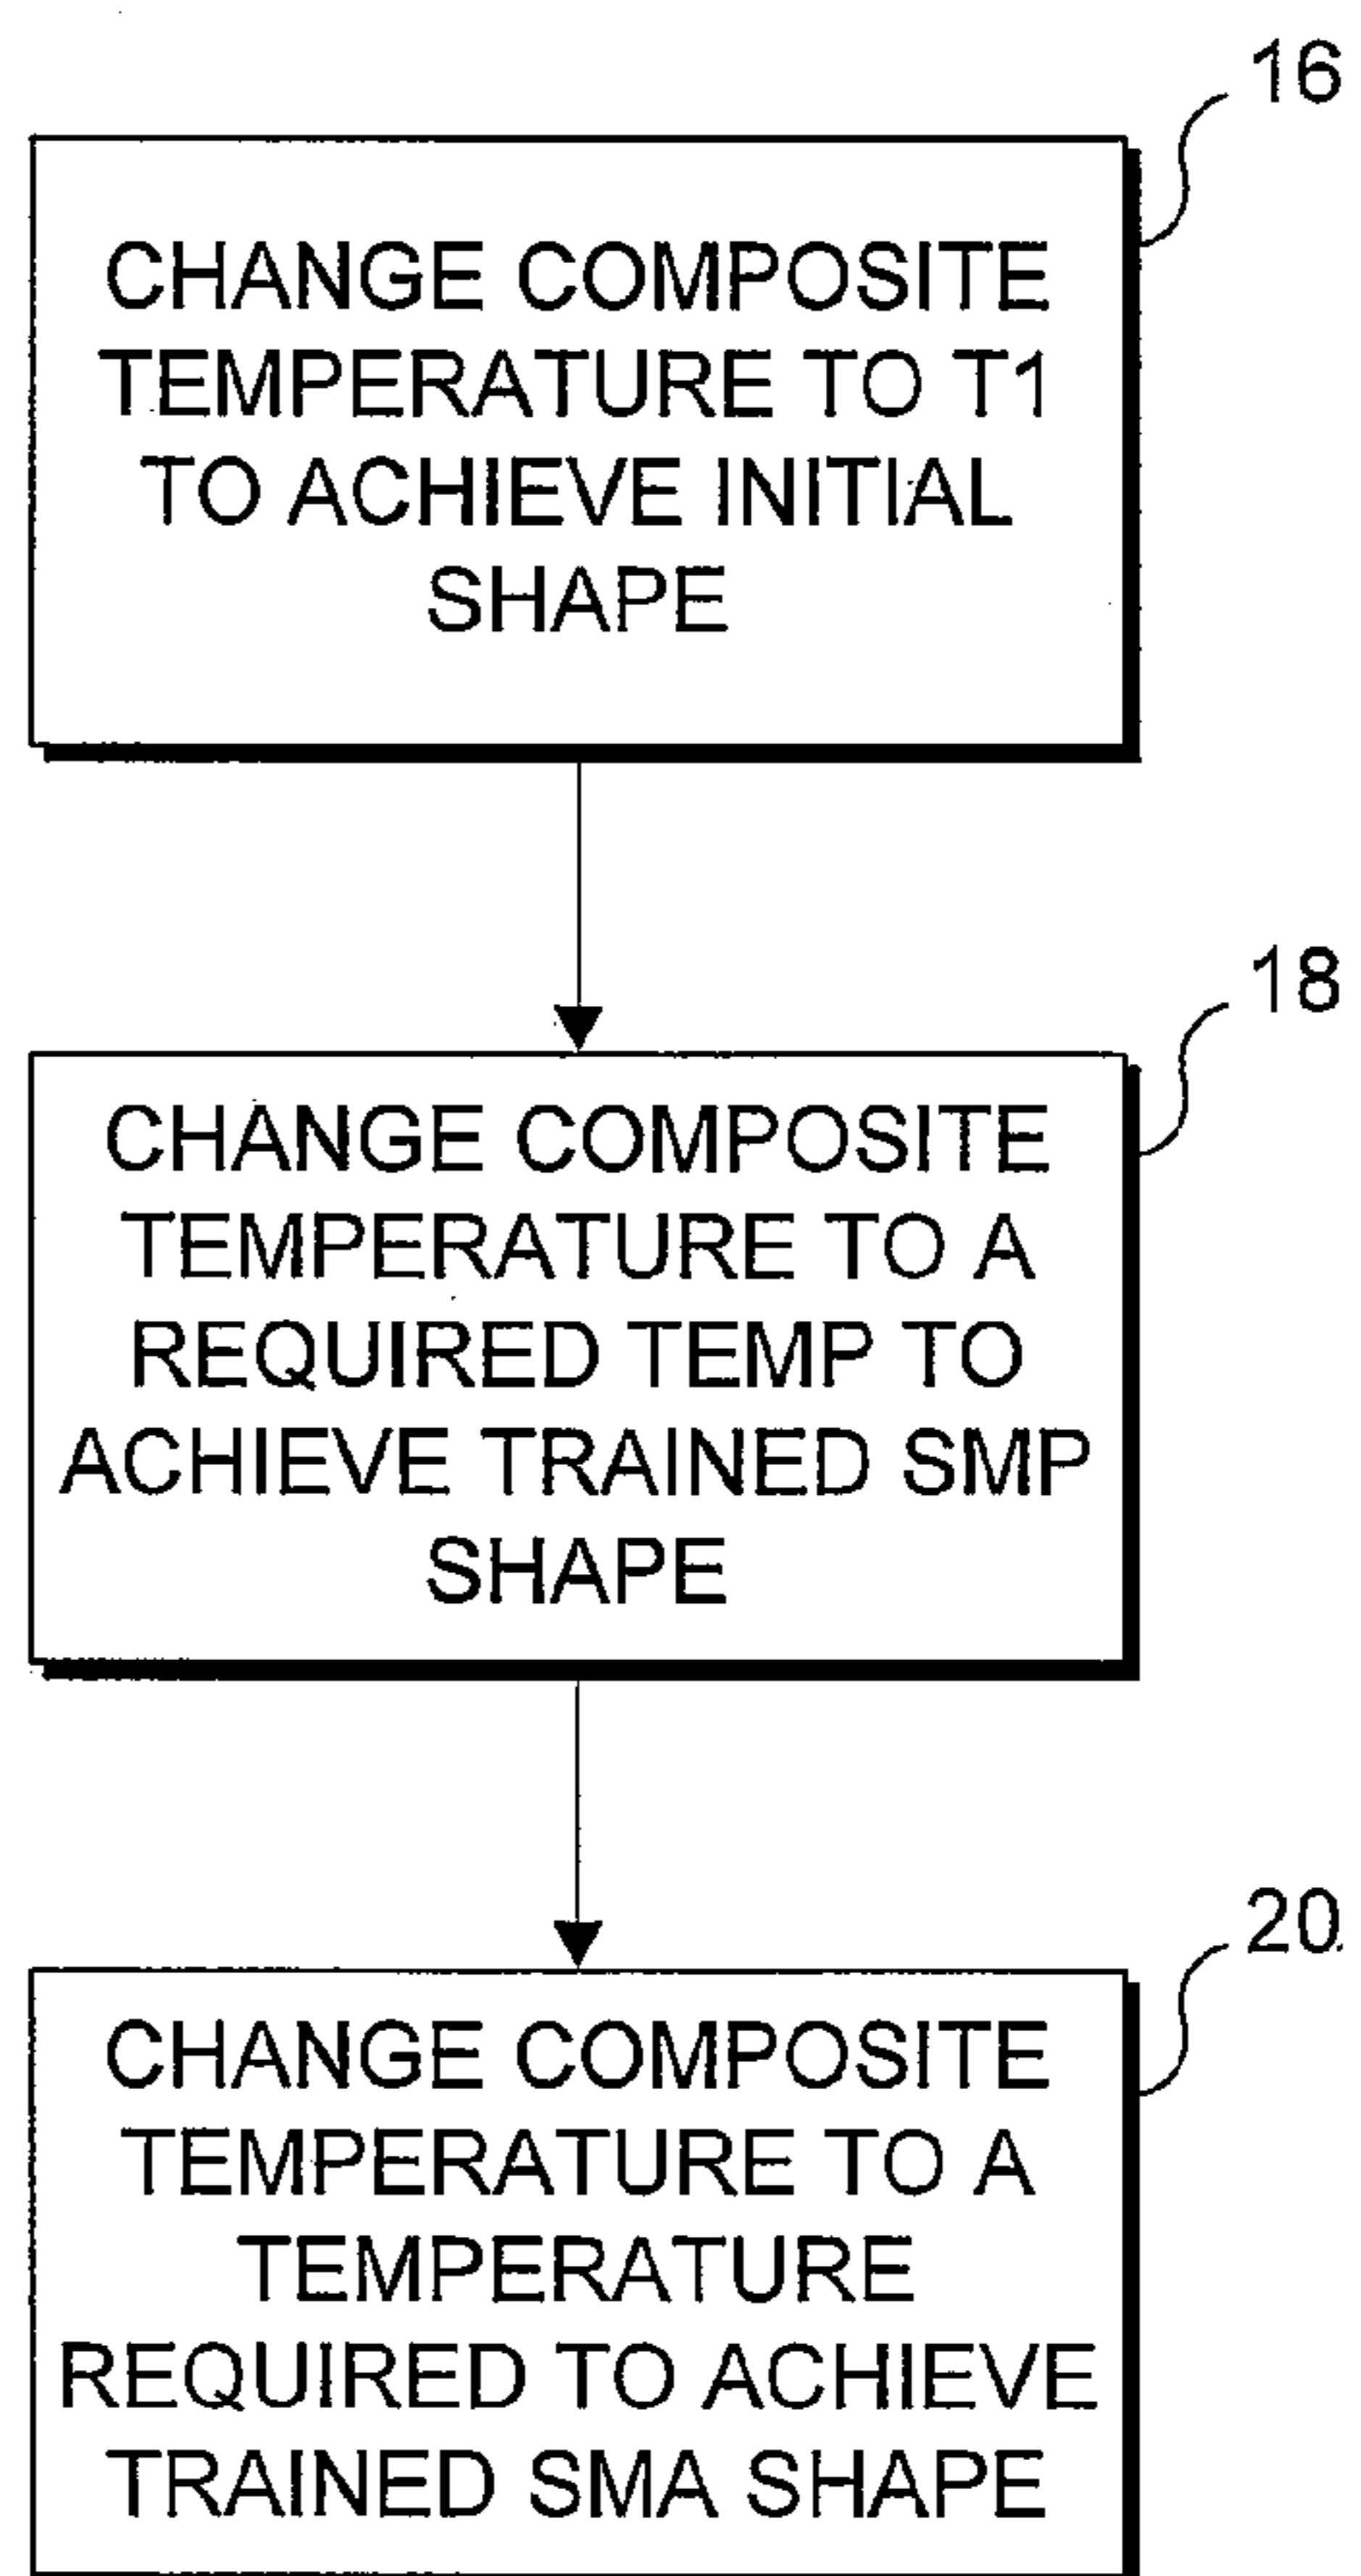 16
CHANGE COMPOSITE
TEMPERATURE TO T1
TO ACHIEVE INITIAL
SHAPE
18
CHANGE COMPOSITE
TEMPERATURE TO A
REQUIRED TEMP TO
ACHIEVE TRAINED SMP
SHAPE
20
CHANGE COMPOSITE
TEMPERATURE TO A
TEMPERATURE
REQUIRED TO ACHIEVE
TRAINED SMA SHAPE